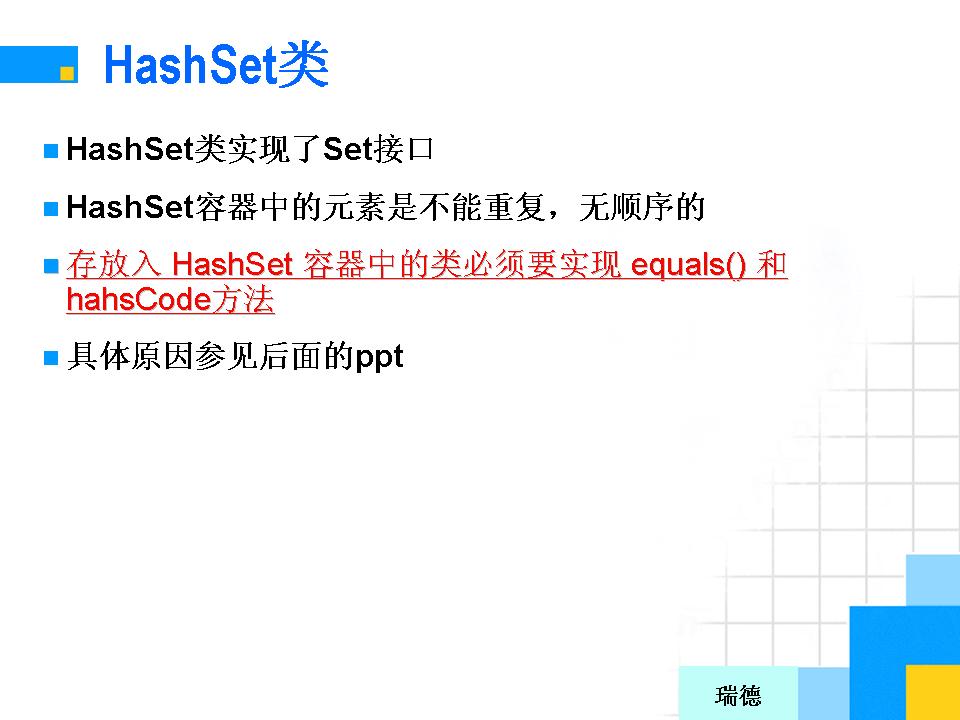 HashSet类
HashSet类实现了Set接口
HashSet容器中的元素是不能重复，无顺序的
存放入 HashSet 容器中的类必须要实现 equals() 和
hahsCode方法
具体原因参见后面的ppt
瑞德